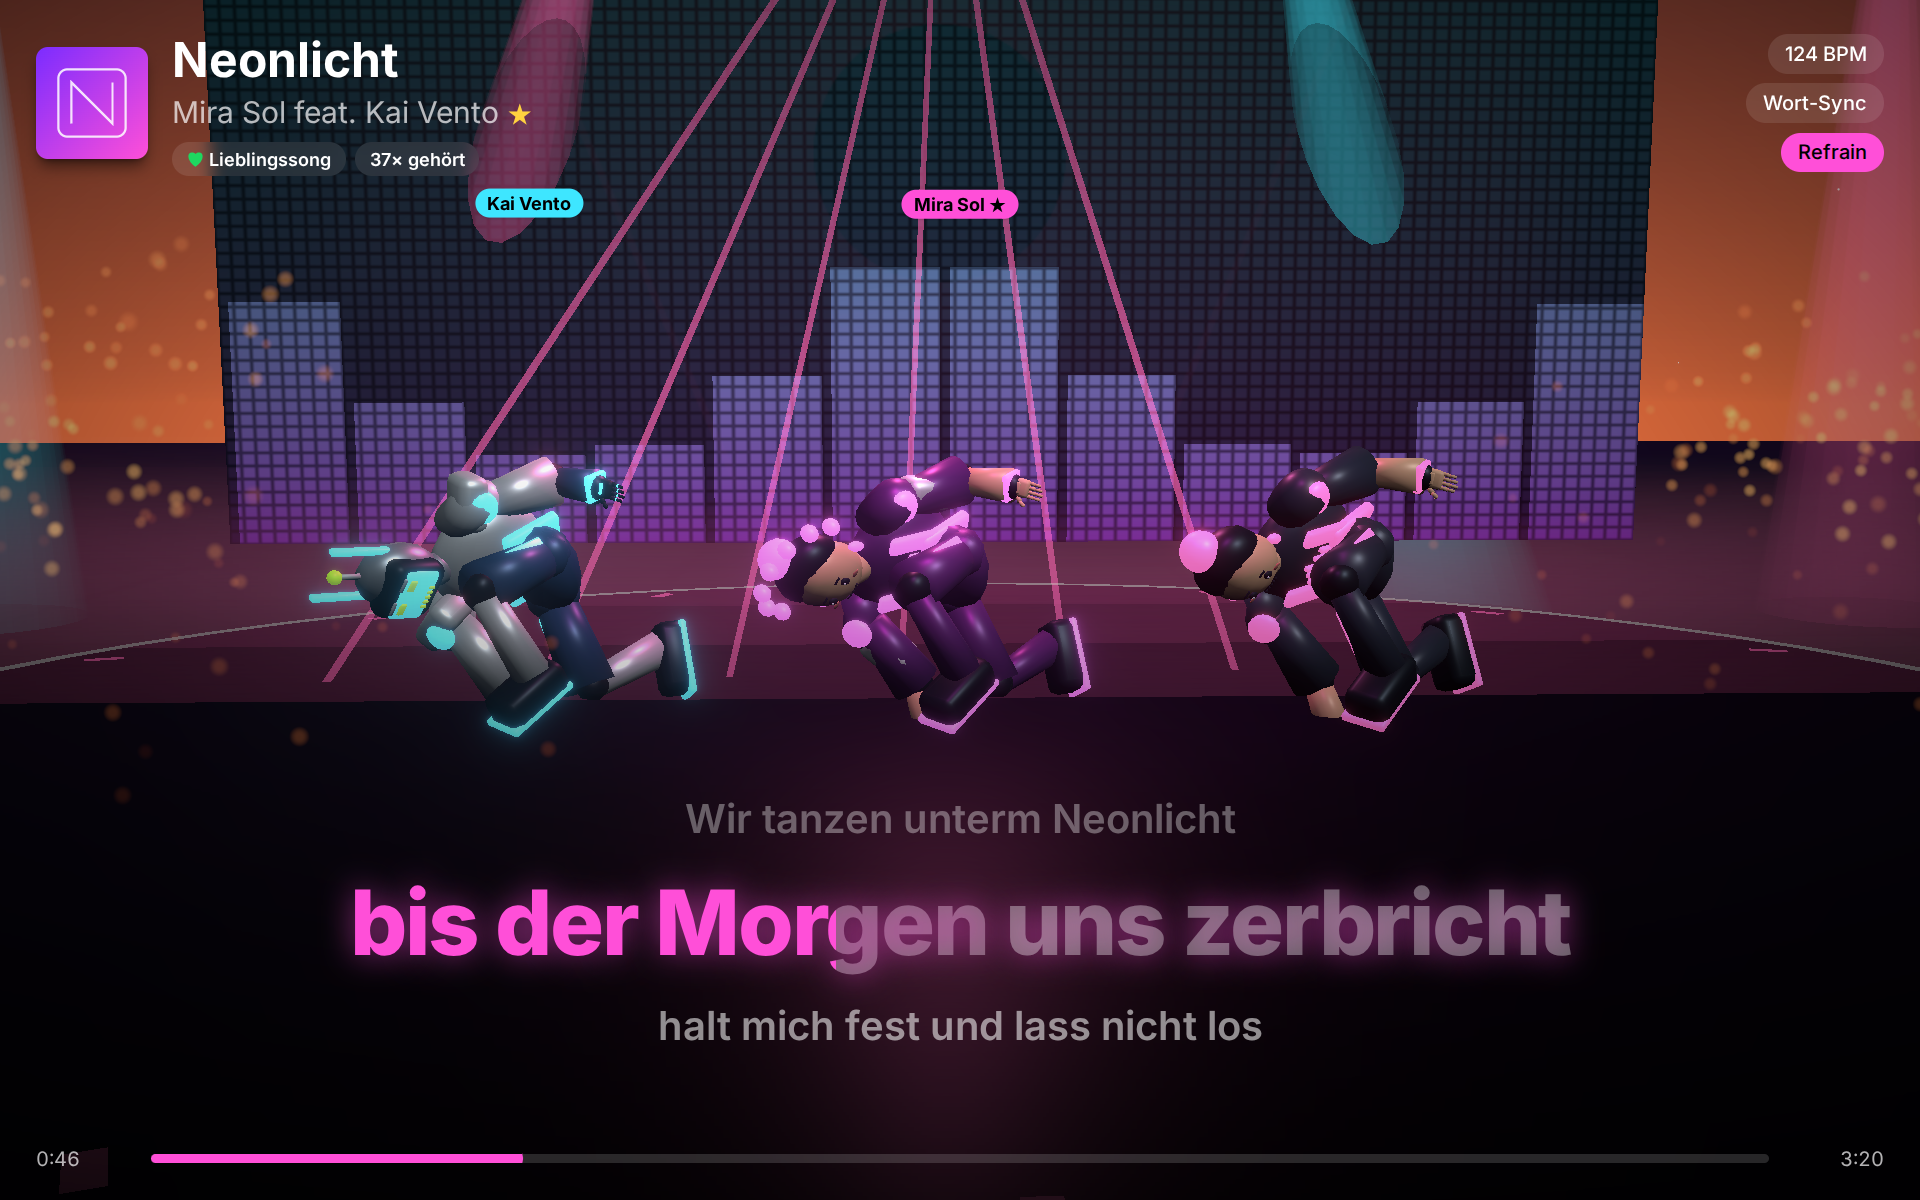 N
Neonlicht
Mira Sol feat. Kai Vento ★
Lieblingssong
37× gehört
124 BPM
Wort-Sync
Refrain
Kai Vento
Mira Sol ★
Wir tanzen unterm Neonlicht
bis der Morgen uns zerbricht
halt mich fest und lass nicht los
0:46
3:20